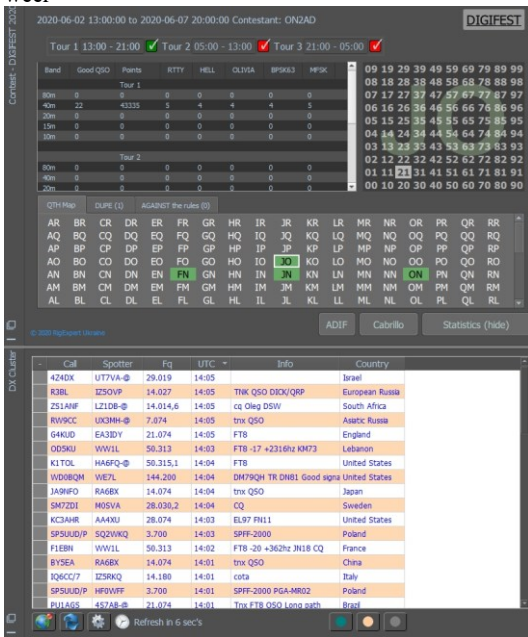 2020-06-02 13:00:00 to 2020-06-07 20:00:00 Contestant: ON2AD DIGIFEST
Tour 1 13:00 - 21:00 Tour 2 05:00 - 13:00 Tour 3 21:00 - 05:00
Band Good QSO Points RTTY HELL OLIVIA BPSK63 MFSK
Tour 1
80m 0 0 0 0 0 0 0
40m 22 43335 5 4 4 4 5
20m 0 0 0 0 0 0 0
15m 0 0 0 0 0 0 0
10m 0 0 0 0 0 0 0
Tour 2
80m 0 0 0 0 0 0 0
40m 0 0 0 0 0 0 0
20m 0 0 0 0 0 0 0
09 19 29 39 49 59 69 79 89 99
08 18 28 38 48 58 68 78 88 98
07 17 27 37 47 57 67 77 87 97
06 16 26 36 46 56 66 76 86 96
05 15 25 35 45 55 65 75 85 95
04 14 24 34 44 54 64 74 84 94
03 13 23 33 43 53 63 73 83 93
02 12 22 32 42 52 62 72 82 92
01 11 21 31 41 51 61 71 81 91
00 10 20 30 40 50 60 70 80 90
QTH Map DUPE (1) AGAINST the rules (0)
AR BR CR DR ER FR GR HR IR JR KR LR MR NR OR PR QR RR
AQ BQ CQ DQ EQ FQ GQ HQ IQ JQ KQ LQ MQ NQ OQ PQ QQ RQ
AP BP CP DP EP FP GP HP IP JP KP LP MP NP OP PP QP RP
AO BO CO DO EO FO GO HO IO JO KO LO MO NO OO PO QO RO
AN BN CN DN EN FN GN HN IN JN KN LN MN NN ON PN QN RN
AM BM CM DM EM FM GM HM IM JM KM LM MM NM OM PM QM RM
AL BL CL DL EL FL GL HL IL JL KL LL ML NL OL PL QL RL
© 2020 RigExpert Ukraine
ADIF Cabrillo Statistics (hide)
DX Cluster
Call Spotter Fq UTC Info Country
4Z4DX UT7VA-@ 29.019 14:05 Israel
R3BL IZ5OVP 14.027 14:05 TNK QSO DICK/QRP European Russia
ZS1ANF LZ1DB-@ 14.014,6 14:05 cq Oleg DSW South Africa
RW9CC UX3MH-@ 7.074 14:05 tnx QSO Asiatic Russia
G4KUD EA3IDY 21.074 14:05 FT8 England
OD5KU WW1L 50.313 14:03 FT8 -17 +2316hz KM73 Lebanon
K1TOL HA6FQ-@ 50.315,1 14:04 FT8 United States
WD0BQM WE7L 144.200 14:04 DM79QH TR DN81 Good signa United States
JA9NFO RA6BX 14.074 14:04 tnx QSO Japan
SM7ZDI M0SVA 28.030,2 14:04 CQ Sweden
KC3AHR AA4XU 28.074 14:03 EL97 FN11 United States
SP5UUD/P SQ2WKQ 3.700 14:03 SPFF-2000 Poland
F1EBN WW1L 50.313 14:02 FT8 -20 +362hz JN18 CQ France
BY5EA RA6BX 14.074 14:01 tnx QSO China
IQ6CC/7 IZ5RKQ 14.180 14:01 cota Italy
SP5UUD/P HF0WFF 3.700 14:01 SPFF-2000 PGA-MR02 Poland
PU1AGS 4S7AB-@ 21.074 14:01 Tnx FT8 QSO Long path Brazil
Refresh in 6 sec's